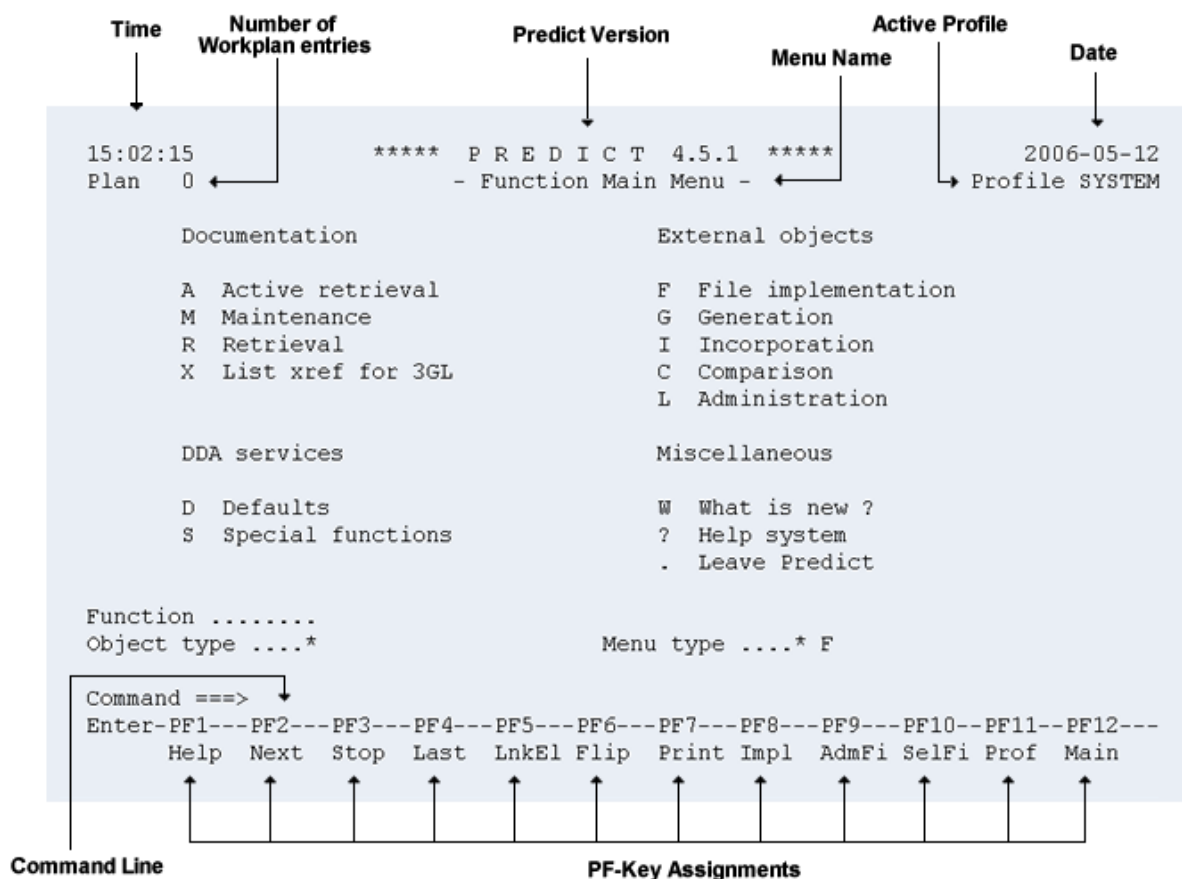 Time
Number of
Workplan entries
Predict Version
Menu Name
Active Profile
Date
15:02:15 ***** P R E D I C T 4.5.1 ***** 2006-05-12
Plan 0 - Function Main Menu - Profile SYSTEM
Documentation External objects
A Active retrieval F File implementation
M Maintenance G Generation
R Retrieval I Incorporation
X List xref for 3GL C Comparison
L Administration
DDA services Miscellaneous
D Defaults W What is new ?
S Special functions ? Help system
. Leave Predict
Function ........
Object type ....* Menu type ....* F
Command ===>
Enter-PF1---PF2---PF3---PF4---PF5---PF6---PF7---PF8---PF9---PF10--PF11--PF12---
Help Next Stop Last LnkEl Flip Print Impl AdmFi SelFi Prof Main
Command Line
PF-Key Assignments